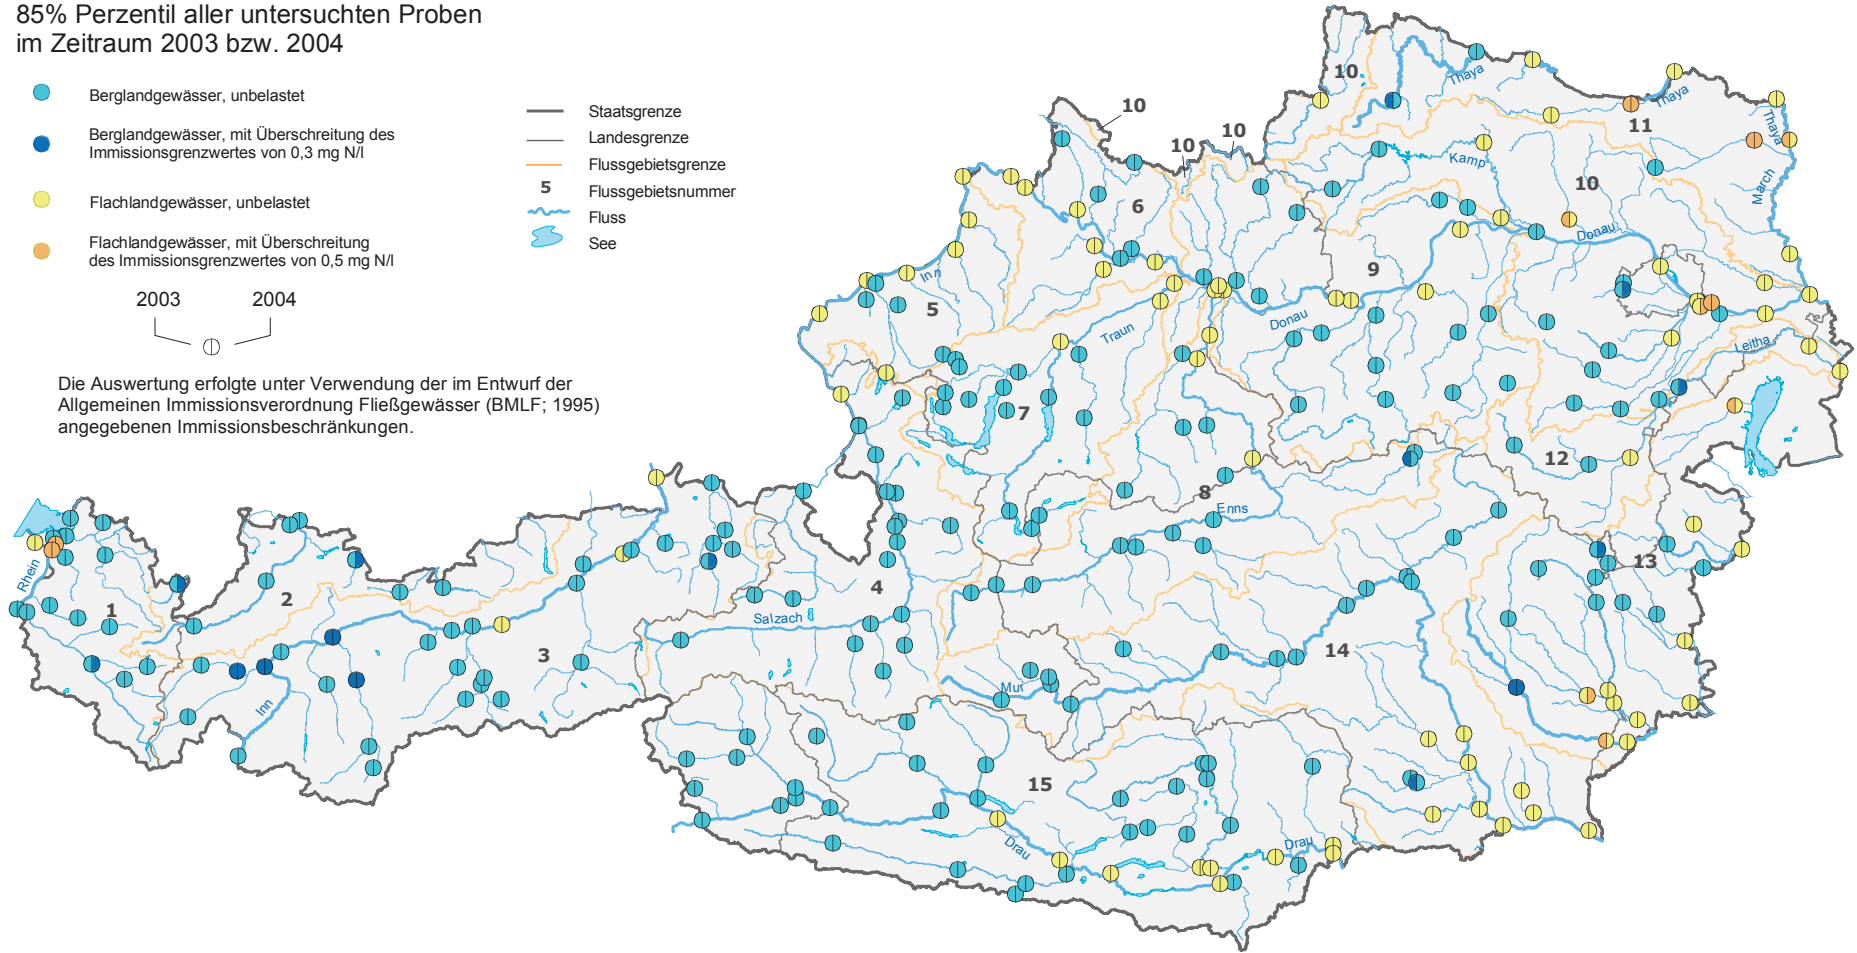 85% Perzentil aller untersuchten Proben
im Zeitraum 2003 bzw. 2004
Berglandgewässer, unbelastet
Berglandgewässer, mit Überschreitung des
Immissionsgrenzwertes von 0,3 mg N/l
Flachlandgewässer, unbelastet
Flachlandgewässer, mit Überschreitung
des Immissionsgrenzwertes von 0,5 mg N/l
2003
2004
Staatsgrenze
Landesgrenze
Flussgebietsgrenze
5 Flussgebietsnummer
Fluss
See
Die Auswertung erfolgte unter Verwendung der im Entwurf der
Allgemeinen Immissionsverordnung Fließgewässer (BMLF; 1995)
angegebenen Immissionsbeschränkungen.
10
Thaya
Thaya
10
10
10
11
Thaya
Kamp
10
March
6
Donau
Inn
9
5
Donau
Traun
Leitha
7
12
8
Enns
Rhein
13
4
2
1
Salzach
3
14
Mur
Inn
15
Drau
Drau